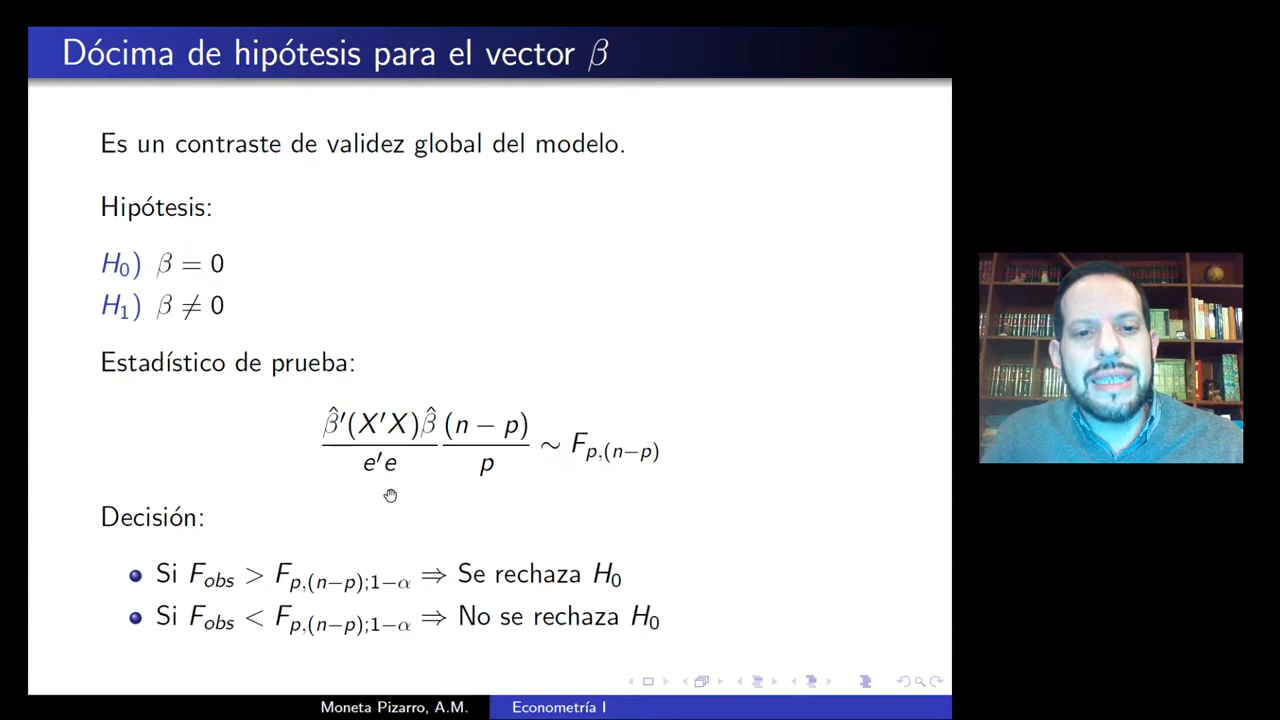 Dócima de hipótesis para el vector β
Es un contraste de validez global del modelo.
Hipótesis:
H₀) β = 0
H₁) β ≠ 0
Estadístico de prueba:
β̂′(X′X)β̂ (n − p)
e′e p ∼ F_{p,(n−p)}
Decisión:
Si F_{obs} > F_{p,(n−p);1−α} ⇒ Se rechaza H₀
Si F_{obs} < F_{p,(n−p);1−α} ⇒ No se rechaza H₀
Moneta Pizarro, A.M. Econometría I